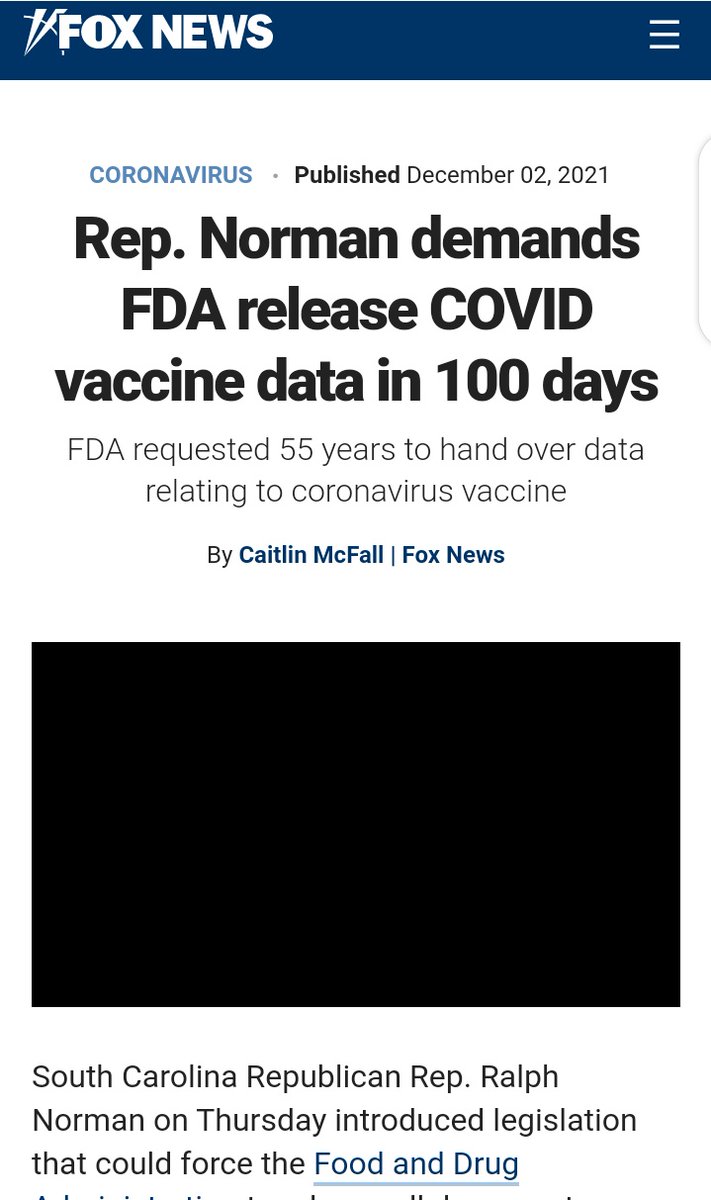 FOX NEWS
CORONAVIRUS · Published December 02, 2021
Rep. Norman demands
FDA release COVID
vaccine data in 100 days
FDA requested 55 years to hand over data
relating to coronavirus vaccine
By Caitlin McFall | Fox News
South Carolina Republican Rep. Ralph
Norman on Thursday introduced legislation
that could force the Food and Drug